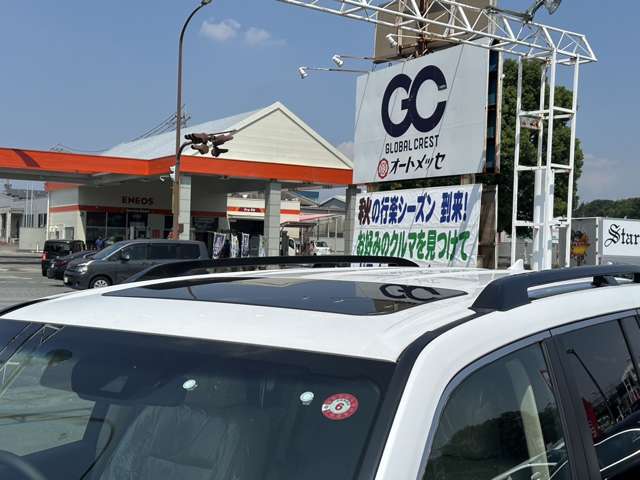 GC
GLOBAL CREST
オートメッセ
秋の行楽シーズン 到来!
お好みのクルマを見つけて
ENEOS
Star
GC
6